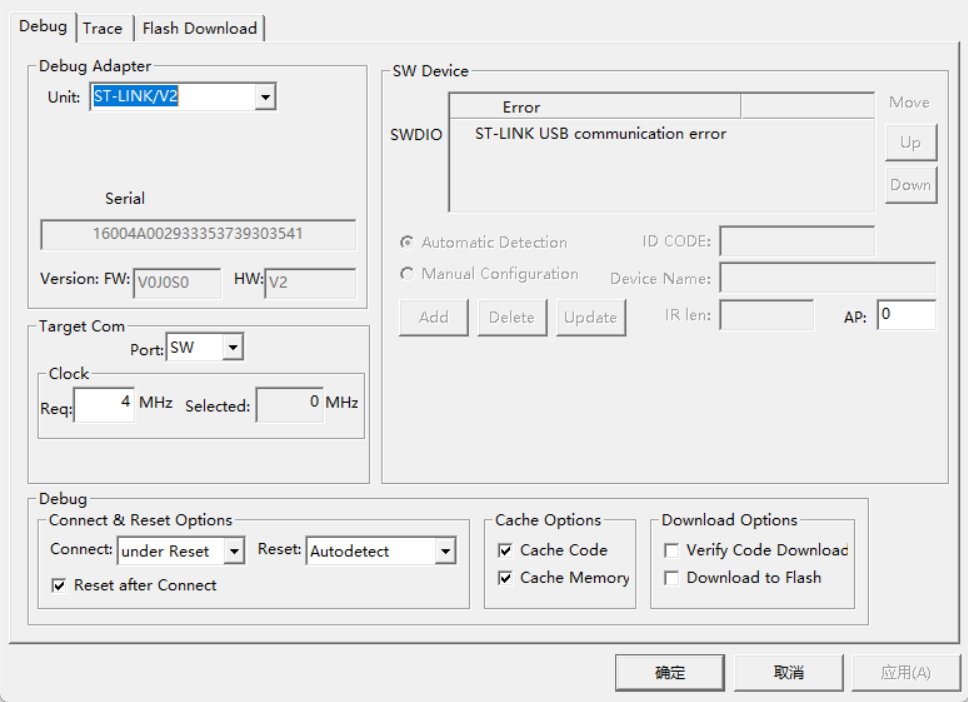 Debug Trace Flash Download
Debug Adapter
Unit: ST-LINK/V2
Serial
16004A002933353739303541
Version: FW: V0J0S0 HW: V2
Target Com
Port: SW
Clock
Req: 4 MHz Selected: 0 MHz
SW Device
Error
SWDIO ST-LINK USB communication error
Move
Up
Down
Automatic Detection ID CODE:
Manual Configuration Device Name:
Add Delete Update IR len: AP: 0
Debug
Connect & Reset Options
Connect: under Reset Reset: Autodetect
Reset after Connect
Cache Options
Cache Code
Cache Memory
Download Options
Verify Code Download
Download to Flash
确定 取消 应用(A)